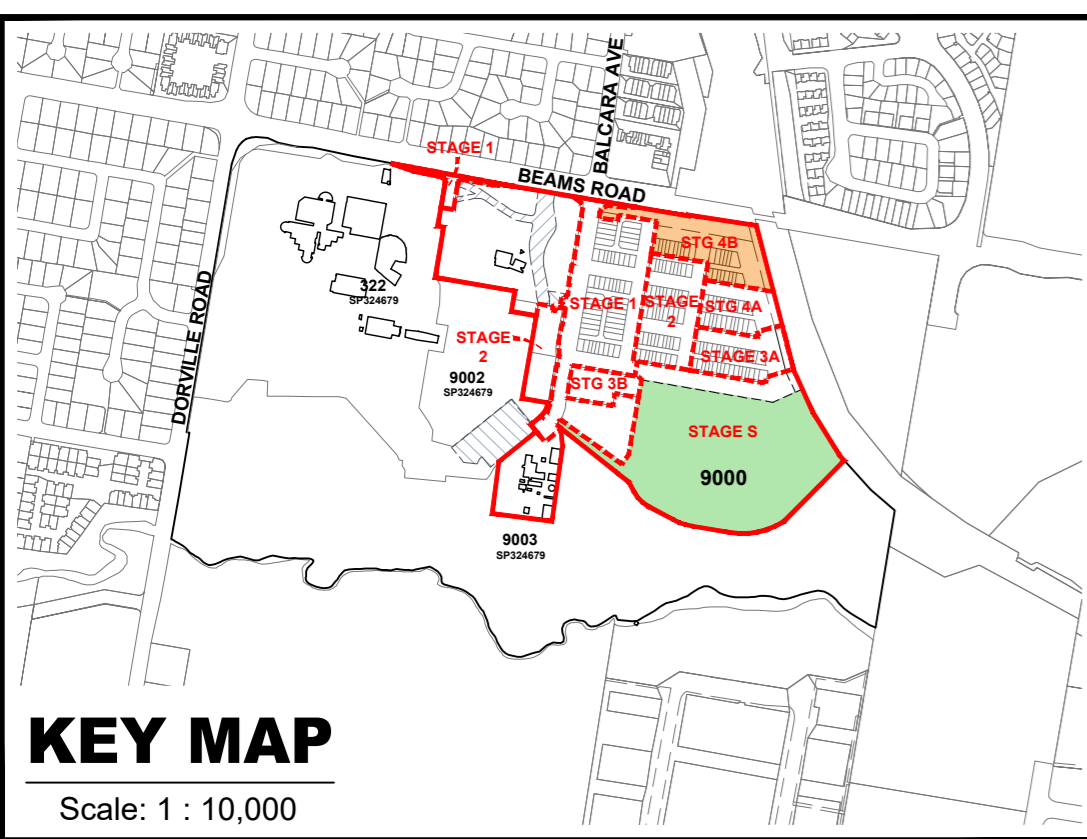 STAGE 1
BALCARA AVE
BEAMS ROAD
STG 4B
322
SP324679
DORVILLE ROAD
STAGE 1
STAGE
2
STG 4A
STAGE
2
STAGE 3A
9002
SP324679
STG 3B
STAGE S
9000
9003
SP324679
KEY MAP
Scale: 1 : 10,000